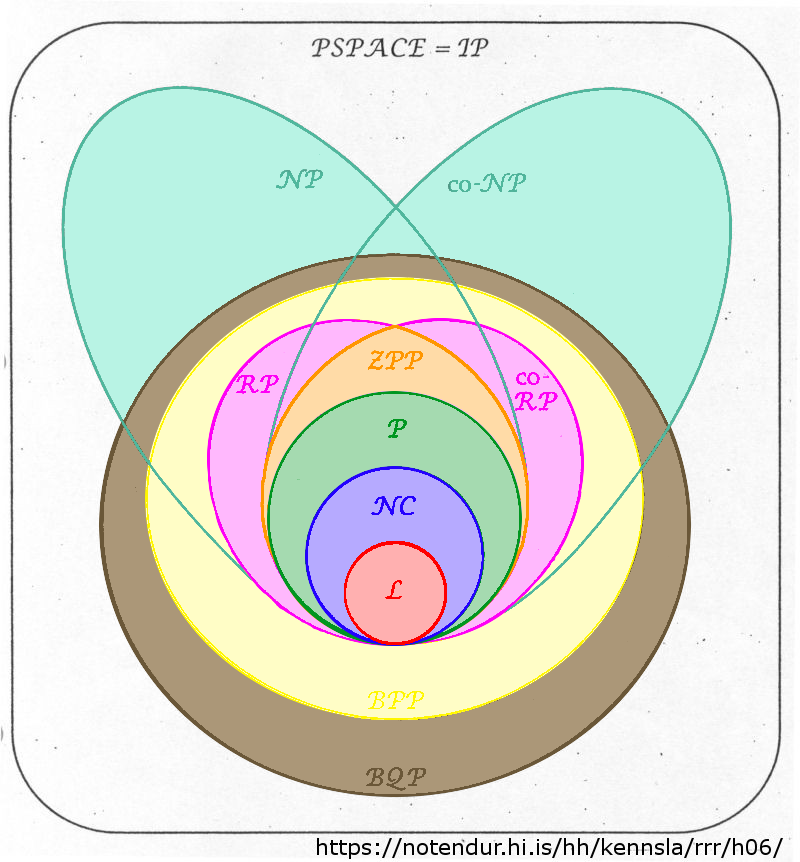 PSPACE = IP
NP
co-NP
ZPP
RP
co-
RP
P
NC
L
BPP
BQP
https://notendur.hi.is/hh/kennsla/rrr/h06/